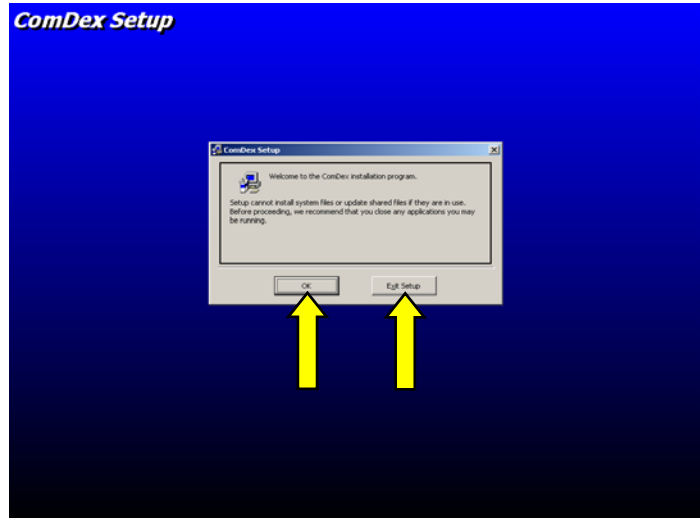 ComDex Setup
ComDex Setup
Welcome to the ComDex installation program.
Setup cannot install system files or update shared files if they are in use.
Before proceeding, we recommend that you close any applications you may
be running.
OK
Exit Setup